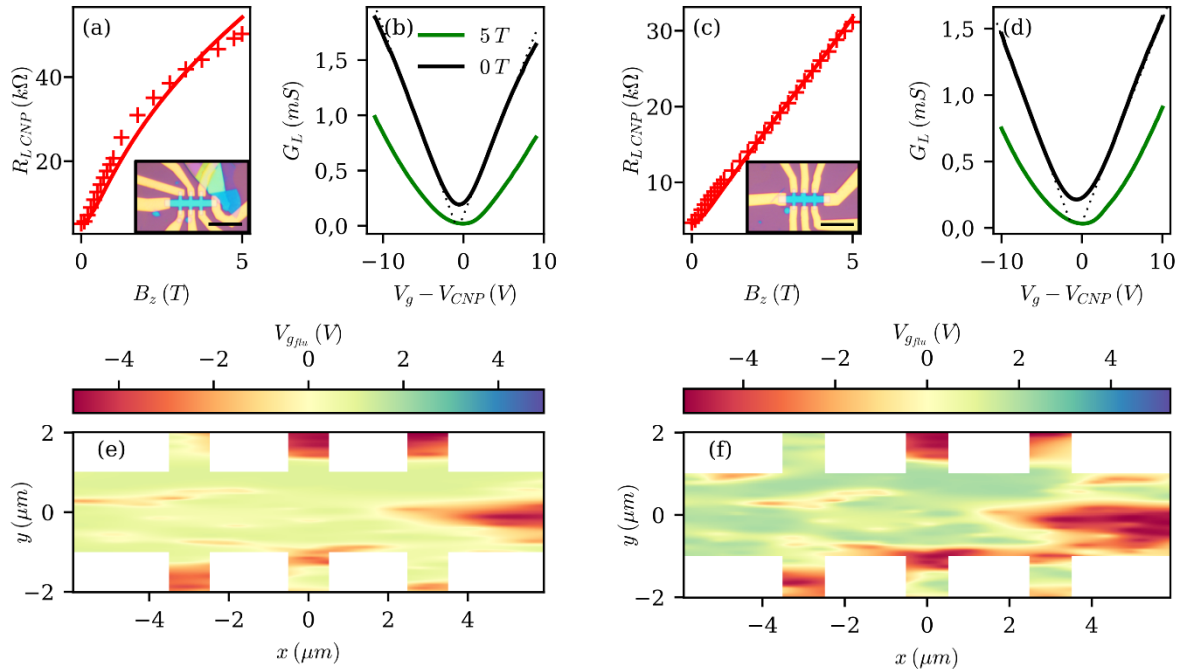 (a)
R_{L CNP} (kΩ)
40
20
0
5
B_z (T)
(b)
5 T
0 T
G_L (mS)
1,5
1,0
0,5
0,0
−10
0
10
V_g − V_{CNP} (V)
(c)
R_{L CNP} (kΩ)
30
20
10
0
5
B_z (T)
(d)
G_L (mS)
1,5
1,0
0,5
0,0
−10
0
10
V_g − V_{CNP} (V)
V_{g_{flu}} (V)
−4 −2 0 2 4
(e)
y (μm)
2
0
−2
−4 −2 0 2 4
x (μm)
V_{g_{flu}} (V)
−4 −2 0 2 4
(f)
y (μm)
2
0
−2
−4 −2 0 2 4
x (μm)